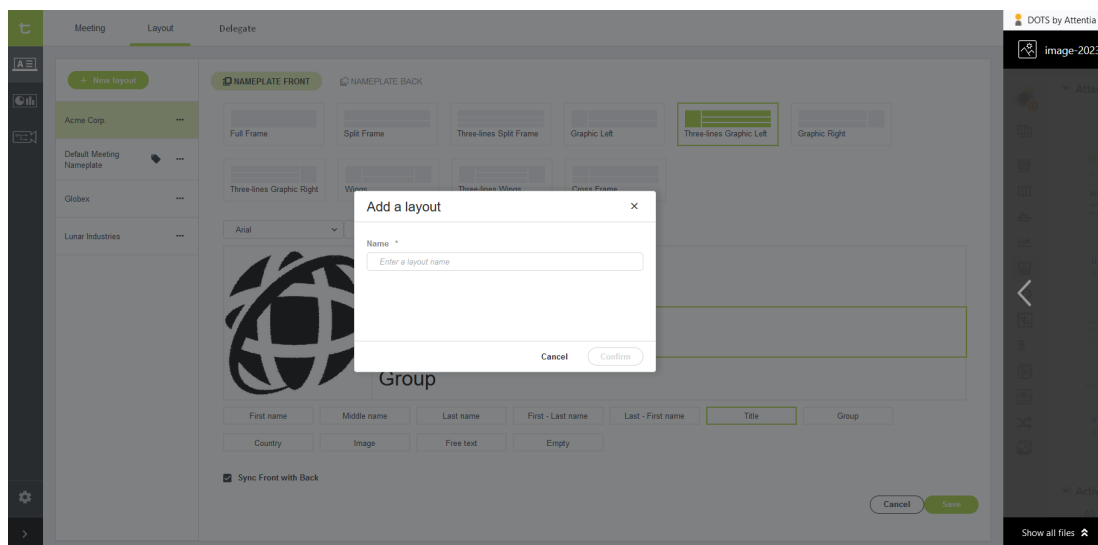 Meeting Layout Delegate
DOTS by Attentia
image-2023
+ New layout
NAMEPLATE FRONT NAMEPLATE BACK
Acme Corp. ...
Default Meeting Nameplate ...
Globex ...
Lunar Industries ...
Full Frame Split Frame Three-lines Split Frame Graphic Left Three-lines Graphic Left Graphic Right
Three-lines Graphic Right Wings Three-lines Wings Cross Frame
Arial
Add a layout ×
Name *
Enter a layout name
Cancel Confirm
Group
First name Middle name Last name First - Last name Last - First name Title Group
Country Image Free text Empty
Sync Front with Back
Cancel Save
Show all files